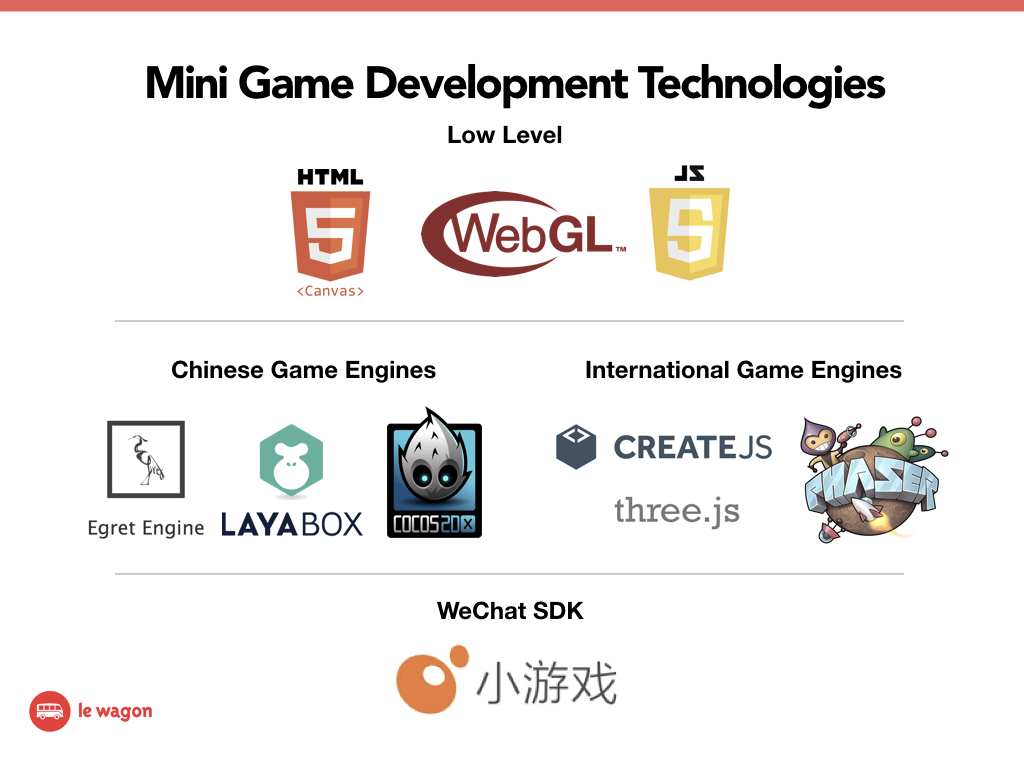 Mini Game Development Technologies
Low Level
HTML
5
<Canvas>
WebGL™
JS
5
Chinese Game Engines
International Game Engines
Egret Engine
LAYABOX
COCOS2DX
CREATEJS
three.js
PHASER
WeChat SDK
小游戏
le wagon